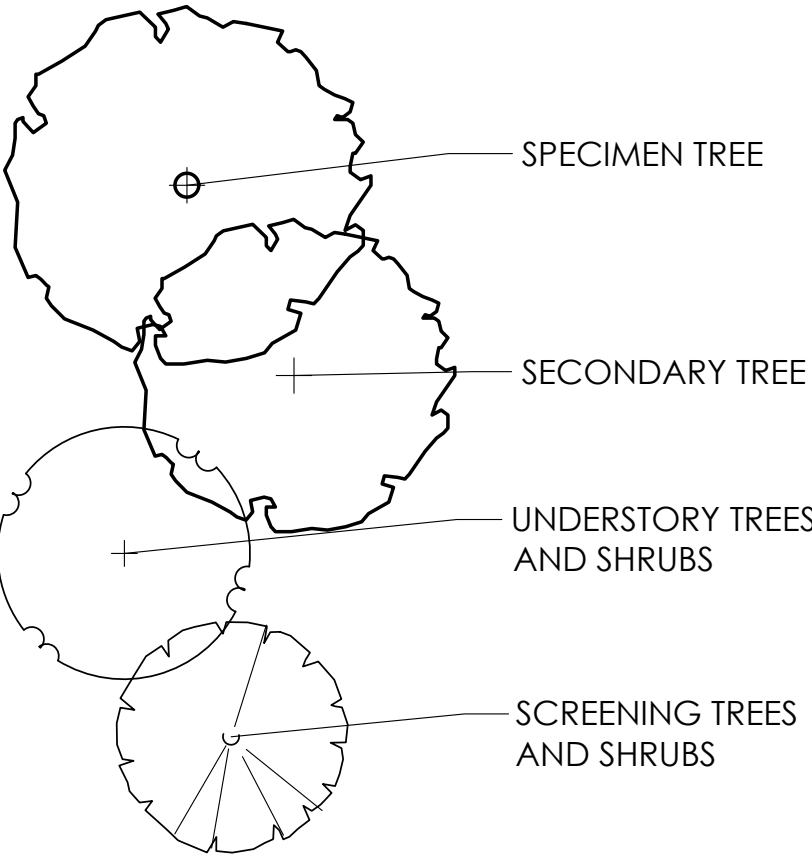 SPECIMEN TREE
SECONDARY TREE
UNDERSTORY TREES
AND SHRUBS
SCREENING TREES
AND SHRUBS